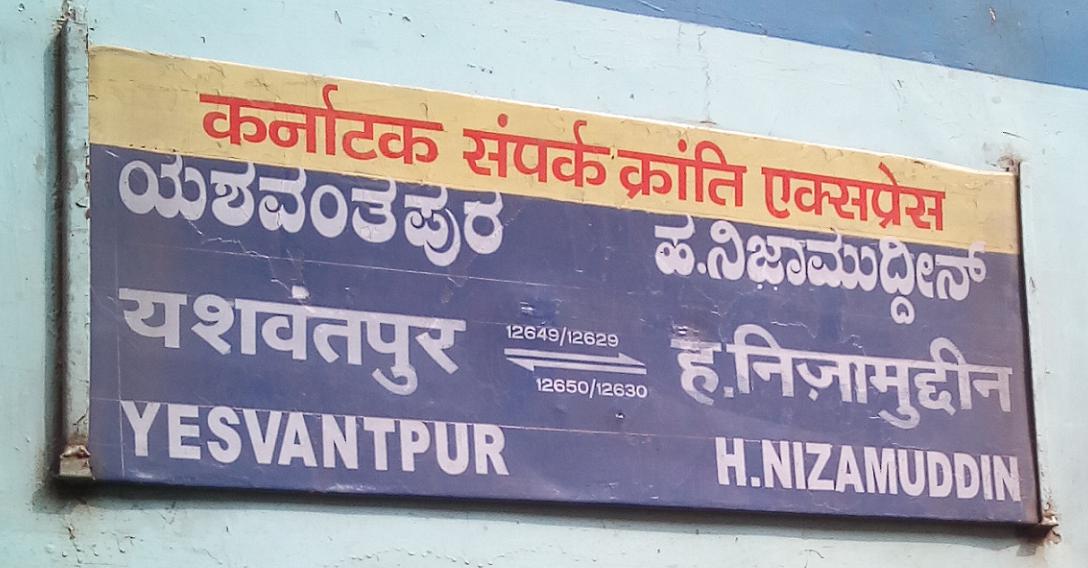 कर्नाटक संपर्क क्रांति एक्सप्रेस
ಯಶವಂತಪುರ ಹ.ನಿಜಾಮುದ್ದೀನ್
यशवंतपुर 12649/12629 ह.निज़ामुद्दीन
12650/12630
YESVANTPUR H.NIZAMUDDIN